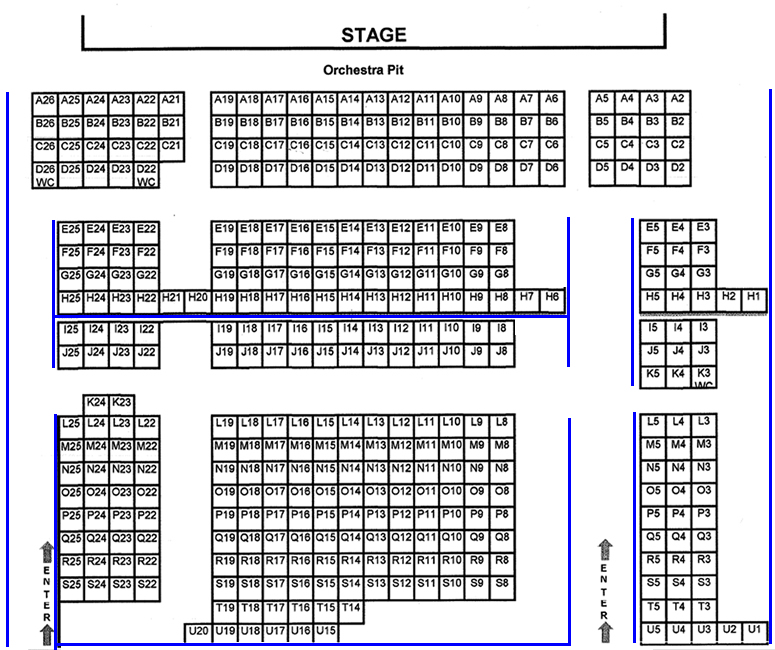 STAGE
Orchestra Pit
A26 A25 A24 A23 A22 A21 A19 A18 A17 A16 A15 A14 A13 A12 A11 A10 A9 A8 A7 A6 A5 A4 A3 A2
B26 B25 B24 B23 B22 B21 B19 B18 B17 B16 B15 B14 B13 B12 B11 B10 B9 B8 B7 B6 B5 B4 B3 B2
C26 C25 C24 C23 C22 C21 C19 C18 C17 C16 C15 C14 C13 C12 C11 C10 C9 C8 C7 C6 C5 C4 C3 C2
D26 D25 D24 D23 D22 D19 D18 D17 D16 D15 D14 D13 D12 D11 D10 D9 D8 D7 D6 D5 D4 D3 D2
WC WC
E25 E24 E23 E22 E19 E18 E17 E16 E15 E14 E13 E12 E11 E10 E9 E8 E5 E4 E3
F25 F24 F23 F22 F19 F18 F17 F16 F15 F14 F13 F12 F11 F10 F9 F8 F5 F4 F3
G25 G24 G23 G22 G19 G18 G17 G16 G15 G14 G13 G12 G11 G10 G9 G8 G5 G4 G3
H25 H24 H23 H22 H21 H20 H19 H18 H17 H16 H15 H14 H13 H12 H11 H10 H9 H8 H7 H6 H5 H4 H3 H2 H1
I25 I24 I23 I22 I19 I18 I17 I16 I15 I14 I13 I12 I11 I10 I9 I8 I5 I4 I3
J25 J24 J23 J22 J19 J18 J17 J16 J15 J14 J13 J12 J11 J10 J9 J8 J5 J4 J3
K5 K4 K3
WC
K24 K23
L25 L24 L23 L22 L19 L18 L17 L16 L15 L14 L13 L12 L11 L10 L9 L8 L5 L4 L3
M25 M24 M23 M22 M19 M18 M17 M16 M15 M14 M13 M12 M11 M10 M9 M8 M5 M4 M3
N25 N24 N23 N22 N19 N18 N17 N16 N15 N14 N13 N12 N11 N10 N9 N8 N5 N4 N3
O25 O24 O23 O22 O19 O18 O17 O16 O15 O14 O13 O12 O11 O10 O9 O8 O5 O4 O3
P25 P24 P23 P22 P19 P18 P17 P16 P15 P14 P13 P12 P11 P10 P9 P8 P5 P4 P3
Q25 Q24 Q23 Q22 Q19 Q18 Q17 Q16 Q15 Q14 Q13 Q12 Q11 Q10 Q9 Q8 Q5 Q4 Q3
R25 R24 R23 R22 R19 R18 R17 R16 R15 R14 R13 R12 R11 R10 R9 R8 R5 R4 R3
S25 S24 S23 S22 S19 S18 S17 S16 S15 S14 S13 S12 S11 S10 S9 S8 S5 S4 S3
T19 T18 T17 T16 T15 T14 T5 T4 T3
U20 U19 U18 U17 U16 U15 U5 U4 U3 U2 U1
ENTER
ENTER